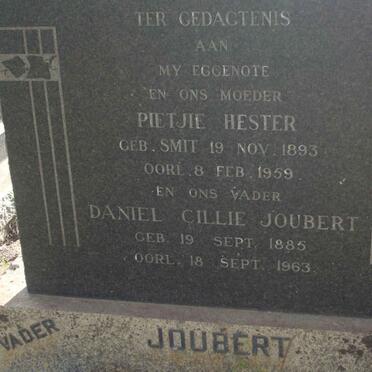 TER GEDAGTENIS
AAN
MY EGGENOTE
EN ONS MOEDER
PIETJIE HESTER
GEB. SMIT 19 NOV. 1893
OORL. 8 FEB. 1959
EN ONS VADER
DANIEL CILLIE JOUBERT
GEB. 19 SEPT. 1885
OORL. 18 SEPT. 1963
VADER
JOUBERT